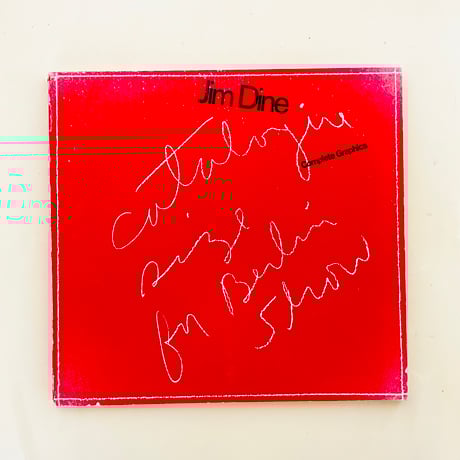 Jim Dine
catalogue
Complete Graphics
size
for Berlin
Show